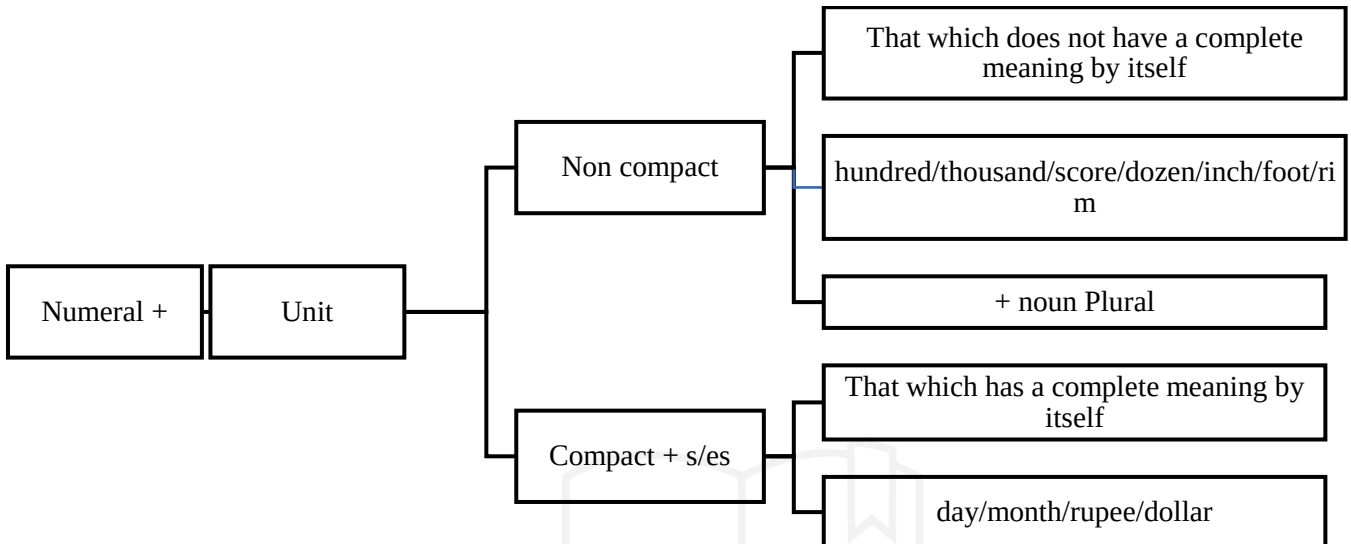 That which does not have a complete
meaning by itself
Non compact
hundred/thousand/score/dozen/inch/foot/ri
m
Numeral +
Unit
+ noun Plural
That which has a complete meaning by
itself
Compact + s/es
day/month/rupee/dollar